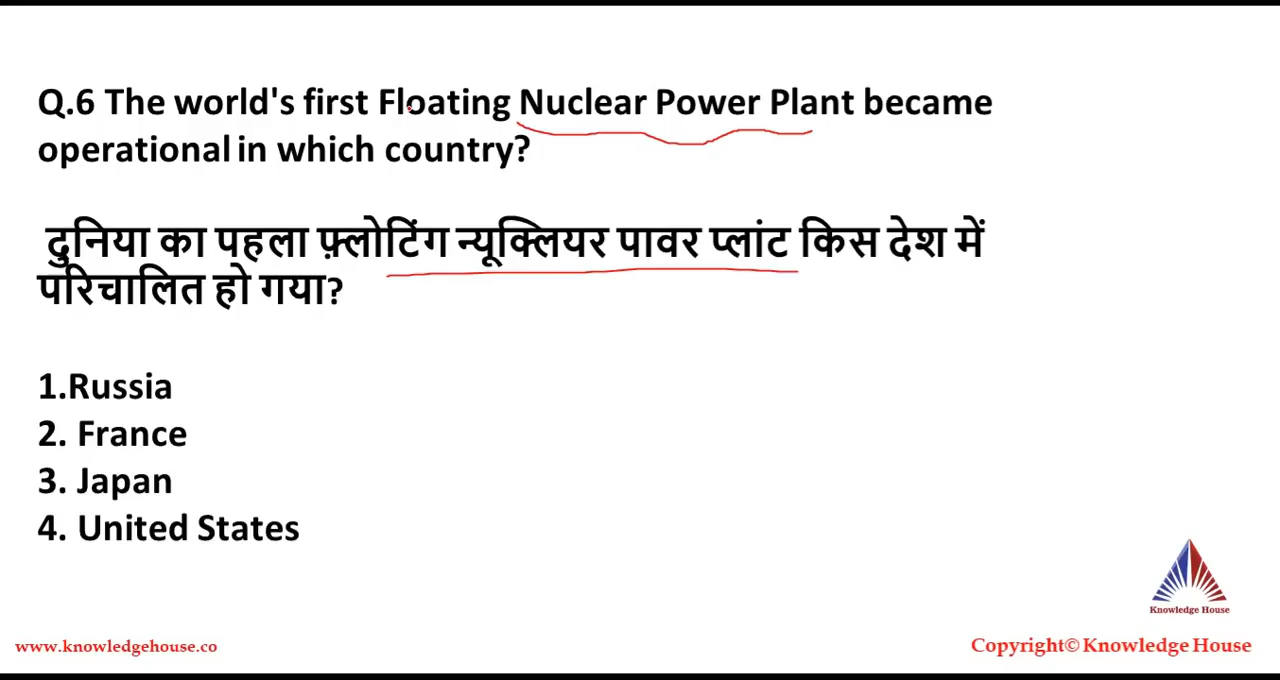 Q.6 The world's first Floating Nuclear Power Plant became
operational in which country?
दुनिया का पहला फ़्लोटिंग न्यूक्लियर पावर प्लांट किस देश में
परिचालित हो गया?
1.Russia
2. France
3. Japan
4. United States
Knowledge House
www.knowledgehouse.co
Copyright© Knowledge House